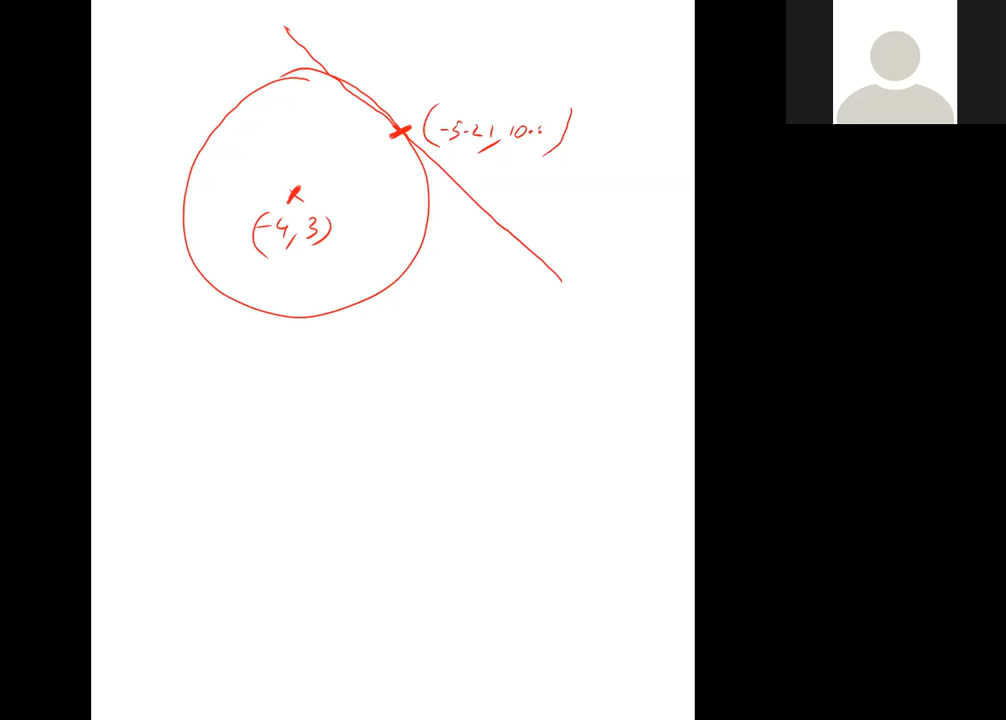 (-5.21, 10..)
(-4, 3)